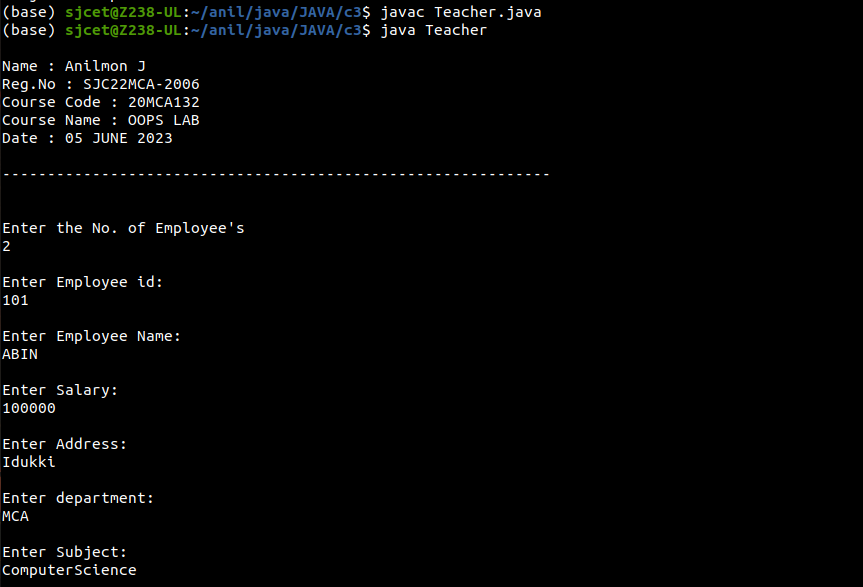 (base) sjcet@Z238-UL:~/anil/java/JAVA/c3$ javac Teacher.java
(base) sjcet@Z238-UL:~/anil/java/JAVA/c3$ java Teacher
Name : Anilmon J
Reg.No : SJC22MCA-2006
Course Code : 20MCA132
Course Name : OOPS LAB
Date : 05 JUNE 2023
-------------------------------------------------------------
Enter the No. of Employee's
2
Enter Employee id:
101
Enter Employee Name:
ABIN
Enter Salary:
100000
Enter Address:
Idukki
Enter department:
MCA
Enter Subject:
ComputerScience